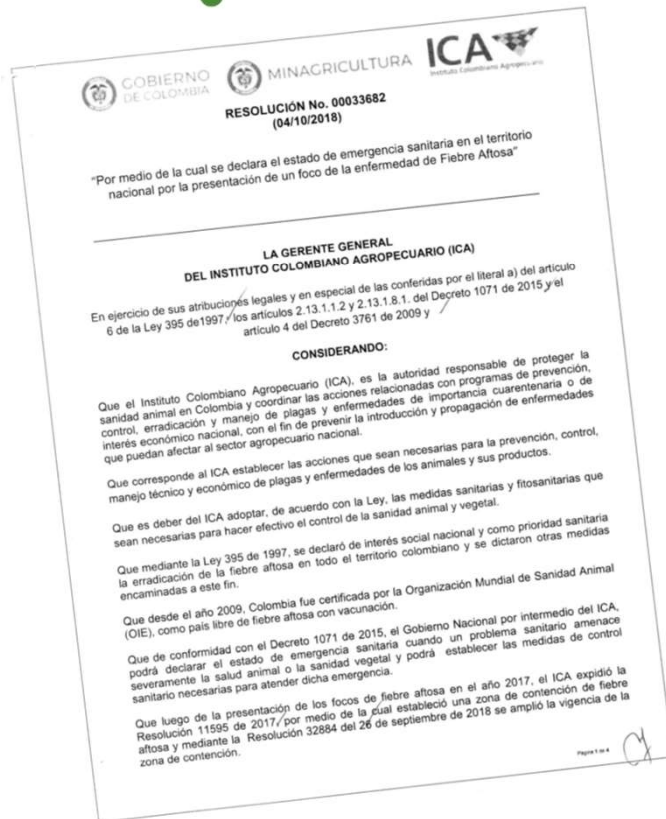 GOBIERNO
DE COLOMBIA
MINAGRICULTURA
ICA
Instituto Colombiano Agropecuario
RESOLUCIÓN No. 00033682
(04/10/2018)
“Por medio de la cual se declara el estado de emergencia sanitaria en el territorio
nacional por la presentación de un foco de la enfermedad de Fiebre Aftosa”
LA GERENTE GENERAL
DEL INSTITUTO COLOMBIANO AGROPECUARIO (ICA)
En ejercicio de sus atribuciones legales y en especial de las conferidas por el literal a) del artículo
6 de la Ley 395 de1997, los artículos 2.13.1.1.2 y 2.13.1.8.1. del Decreto 1071 de 2015 y el
artículo 4 del Decreto 3761 de 2009 y
CONSIDERANDO:
Que el Instituto Colombiano Agropecuario (ICA), es la autoridad responsable de proteger la
sanidad animal en Colombia y coordinar las acciones relacionadas con programas de prevención,
control, erradicación y manejo de plagas y enfermedades de importancia cuarentenaria o de
interés económico nacional, con el fin de prevenir la introducción y propagación de enfermedades
que puedan afectar al sector agropecuario nacional.
Que corresponde al ICA establecer las acciones que sean necesarias para la prevención, control,
manejo técnico y económico de plagas y enfermedades de los animales y sus productos.
Que es deber del ICA adoptar, de acuerdo con la Ley, las medidas sanitarias y fitosanitarias que
sean necesarias para hacer efectivo el control de la sanidad animal y vegetal.
Que mediante la Ley 395 de 1997, se declaró de interés social nacional y como prioridad sanitaria
la erradicación de la fiebre aftosa en todo el territorio colombiano y se dictaron otras medidas
encaminadas a este fin.
Que desde el año 2009, Colombia fue certificada por la Organización Mundial de Sanidad Animal
(OIE), como país libre de fiebre aftosa con vacunación.
Que de conformidad con el Decreto 1071 de 2015, el Gobierno Nacional por intermedio del ICA,
podrá declarar el estado de emergencia sanitaria cuando un problema sanitario amenace
severamente la salud animal o la sanidad vegetal y podrá establecer las medidas de control
sanitario necesarias para atender dicha emergencia.
Que luego de la presentación de los focos de fiebre aftosa en el año 2017, el ICA expidió la
Resolución 11595 de 2017, por medio de la cual estableció una zona de contención de fiebre
aftosa y mediante la Resolución 32884 del 26 de septiembre de 2018 se amplió la vigencia de la
zona de contención.
Página 1 de 4